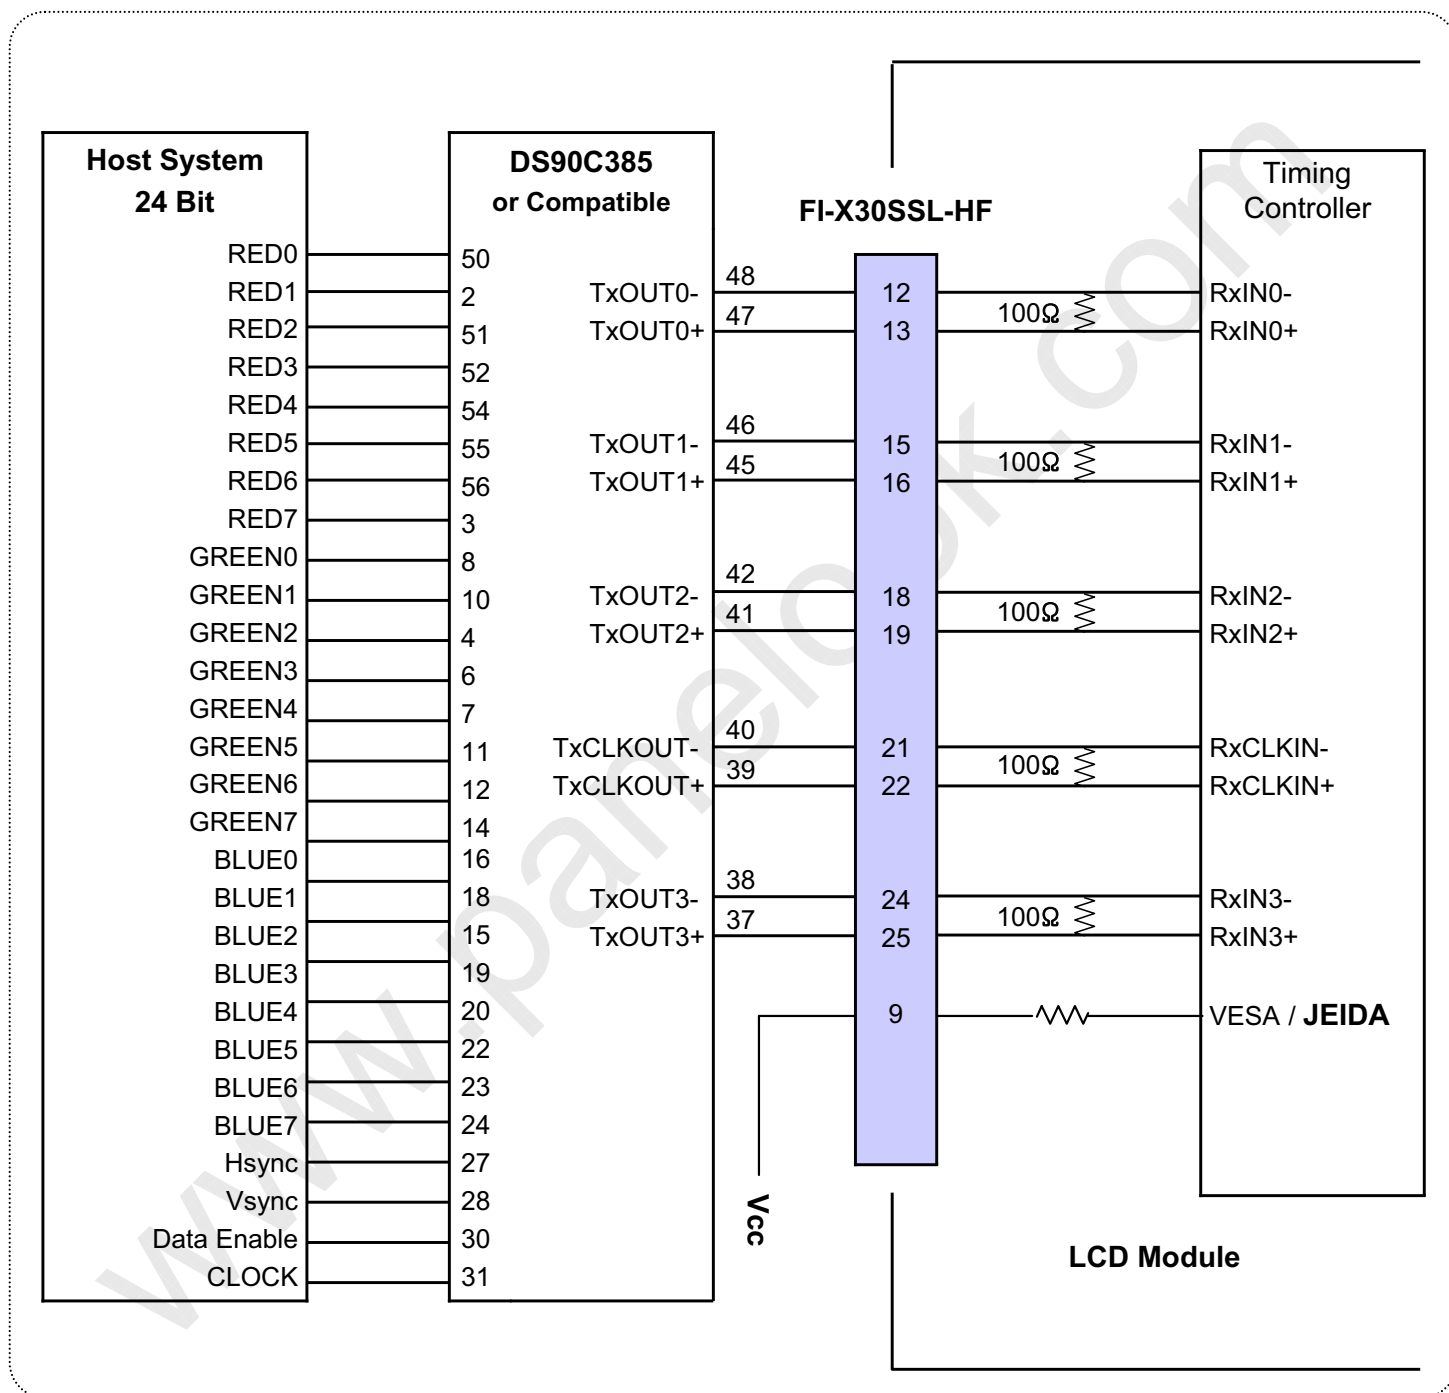 Host System
24 Bit
RED0
RED1
RED2
RED3
RED4
RED5
RED6
RED7
GREEN0
GREEN1
GREEN2
GREEN3
GREEN4
GREEN5
GREEN6
GREEN7
BLUE0
BLUE1
BLUE2
BLUE3
BLUE4
BLUE5
BLUE6
BLUE7
Hsync
Vsync
Data Enable
CLOCK
DS90C385
or Compatible
50
2
51
52
54
55
56
3
8
10
4
6
7
11
12
14
16
18
15
19
20
22
23
24
27
28
30
31
TxOUT0-
TxOUT0+
TxOUT1-
TxOUT1+
TxOUT2-
TxOUT2+
TxCLKOUT-
TxCLKOUT+
TxOUT3-
TxOUT3+
48
47
46
45
42
41
40
39
38
37
FI-X30SSL-HF
12
13
15
16
18
19
21
22
24
25
9
Vcc
100Ω
100Ω
100Ω
100Ω
100Ω
Timing
Controller
RxIN0-
RxIN0+
RxIN1-
RxIN1+
RxIN2-
RxIN2+
RxCLKIN-
RxCLKIN+
RxIN3-
RxIN3+
VESA / JEIDA
LCD Module
www.panelook.com